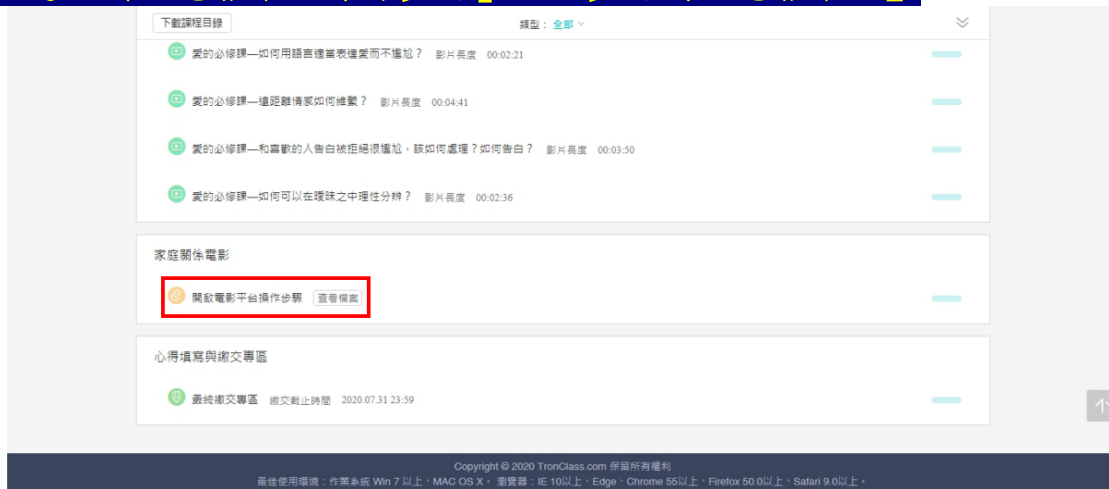 下載課程目錄 類型：全部
愛的必修課—如何用語言適當表達愛而不尷尬？ 影片長度 00:02:21
愛的必修課—遠距離情感如何維繫？ 影片長度 00:04:41
愛的必修課—和喜歡的人告白被拒絕很尷尬，該如何處理？如何告白？ 影片長度 00:03:50
愛的必修課—如何可以在曖昧之中理性分辨？ 影片長度 00:02:36
家庭關係電影
開啟電影平台操作步驟 查看檔案
心得填寫與繳交專區
最終繳交專區 繳交截止時間 2020.07.31 23:59
Copyright © 2020 TronClass.com 保留所有權利
最佳使用環境：作業系統 Win 7 以上、MAC OS X， 瀏覽器：IE 10以上、Edge、Chrome 55以上、Firefox 50.0以上、Safari 9.0以上。